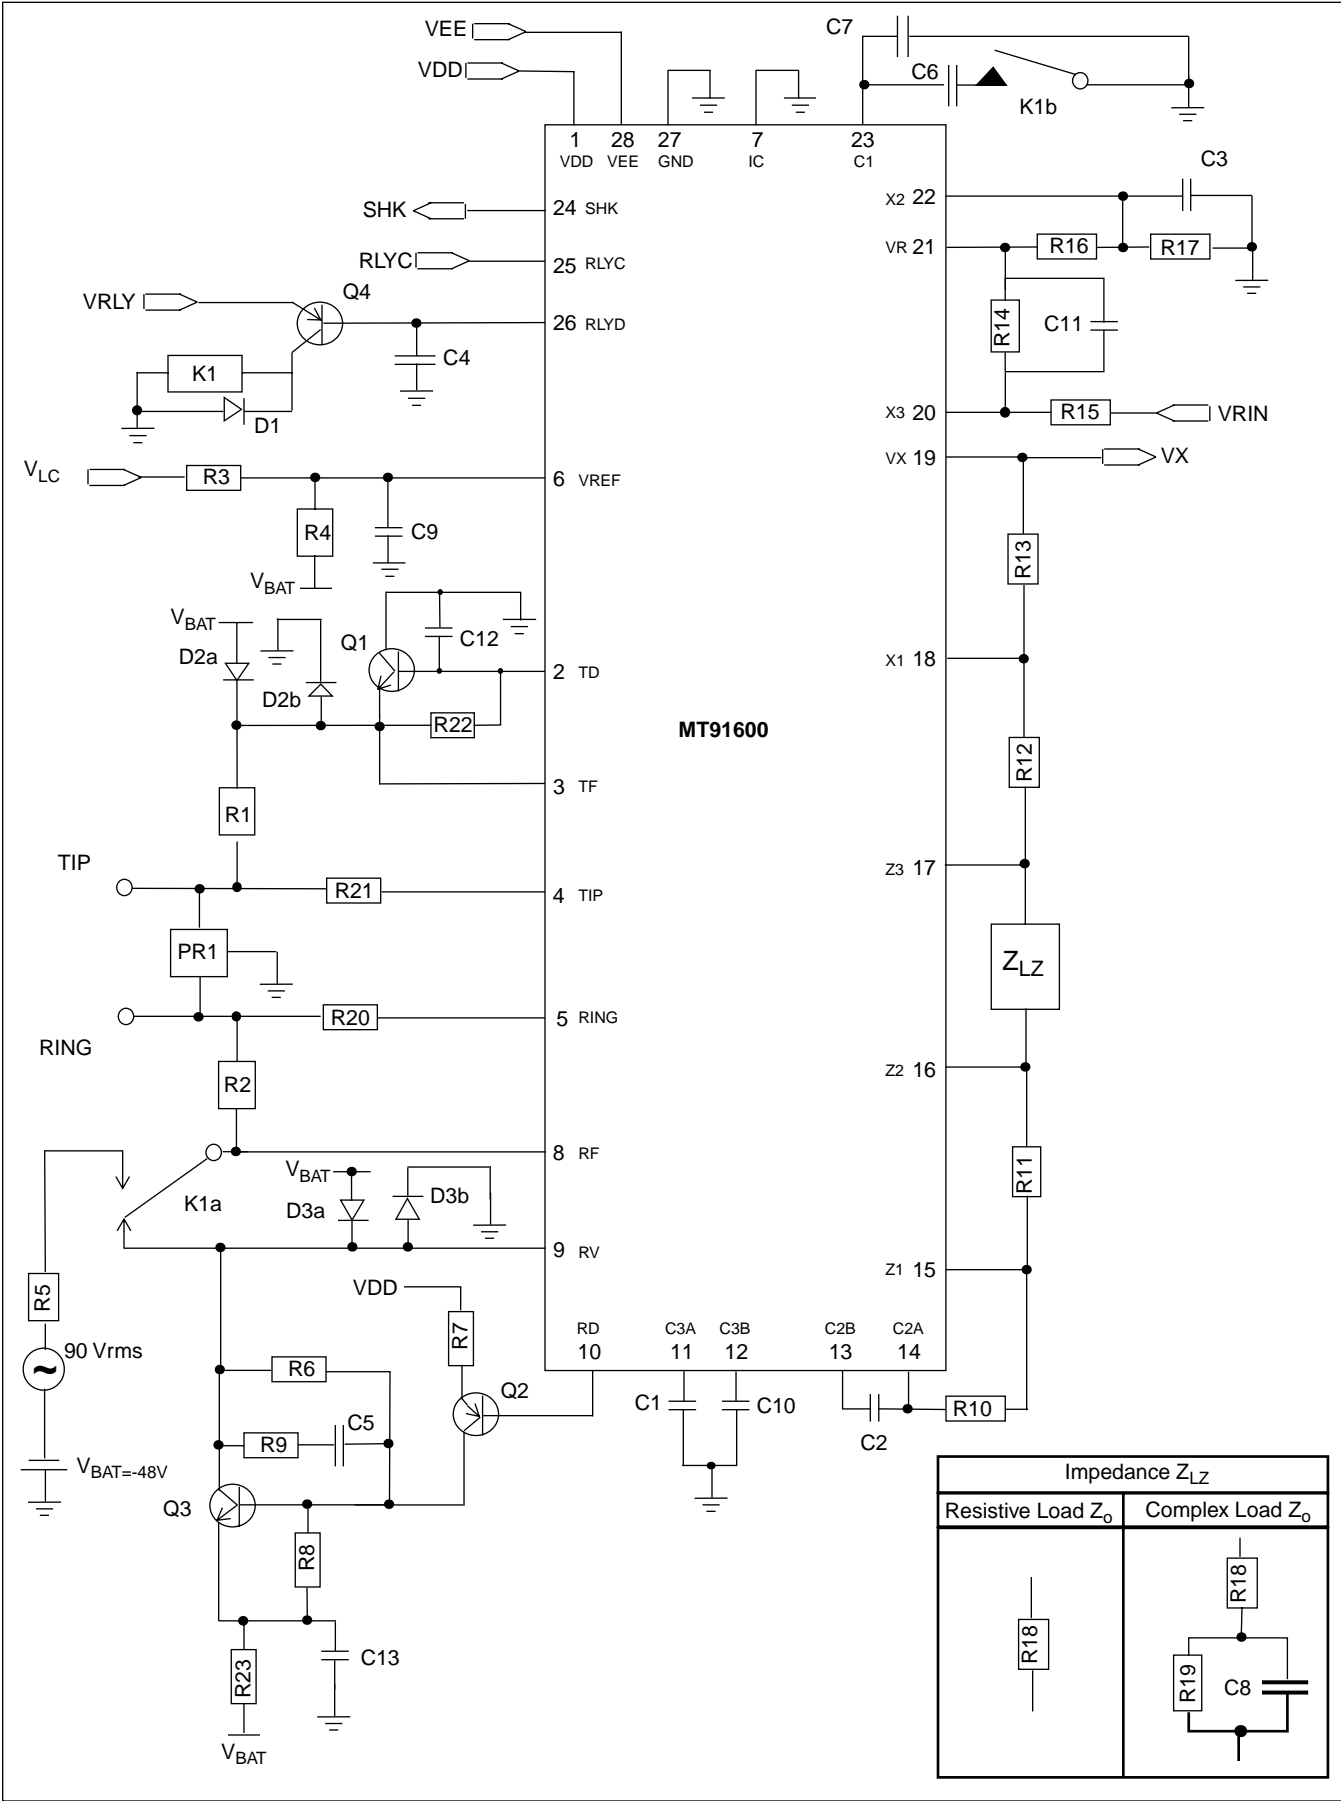 VEE
VDD
C7
C6
K1b
1 28 27 7 23
VDD VEE GND IC C1
C3
X2 22
SHK
24 SHK
VR 21
R16
R17
RLYC
25 RLYC
Q4
VRLY
26 RLYD
R14
C11
C4
K1
D1
X3 20
R15
VRIN
VLC
R3
6 VREF
VX 19
VX
R4
C9
VBAT
R13
VBAT
D2a
D2b
Q1
C12
2 TD
X1 18
R22
MT91600
R12
3 TF
R1
TIP
Z3 17
R21
4 TIP
PR1
ZLZ
R20
5 RING
RING
R2
Z2 16
8 RF
K1a
VBAT
D3a
D3b
R11
9 RV
Z1 15
R5
VDD
R7
RD C3A C3B C2B C2A
10 11 12 13 14
90 Vrms
~
R6
Q2
C1
C10
C2
R10
R9
C5
VBAT=-48V
Q3
R8
Impedance ZLZ
Resistive Load Zo
Complex Load Zo
R18
R18
R19
C8
R23
C13
VBAT